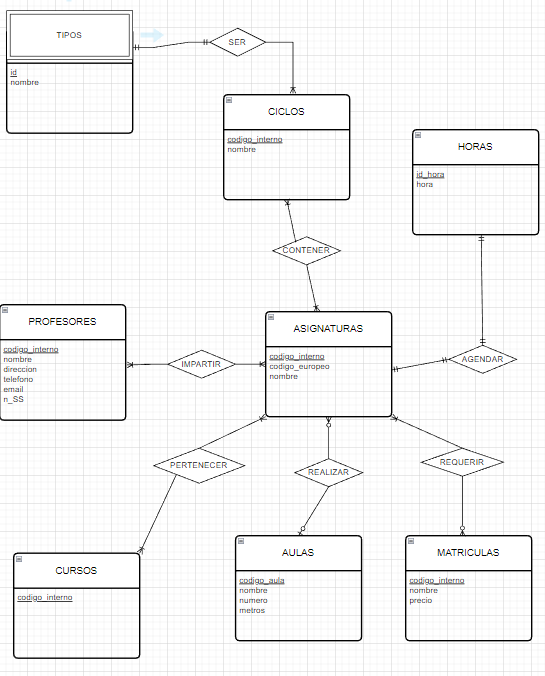 TIPOS
id
nombre
SER
CICLOS
codigo_interno
nombre
HORAS
id_hora
hora
CONTENER
PROFESORES
codigo_interno
nombre
direccion
telefono
email
n_SS
IMPARTIR
ASIGNATURAS
codigo_interno
codigo_europeo
nombre
AGENDAR
PERTENECER
REALIZAR
REQUERIR
CURSOS
codigo_interno
AULAS
codigo_aula
nombre
numero
metros
MATRICULAS
codigo_interno
nombre
precio